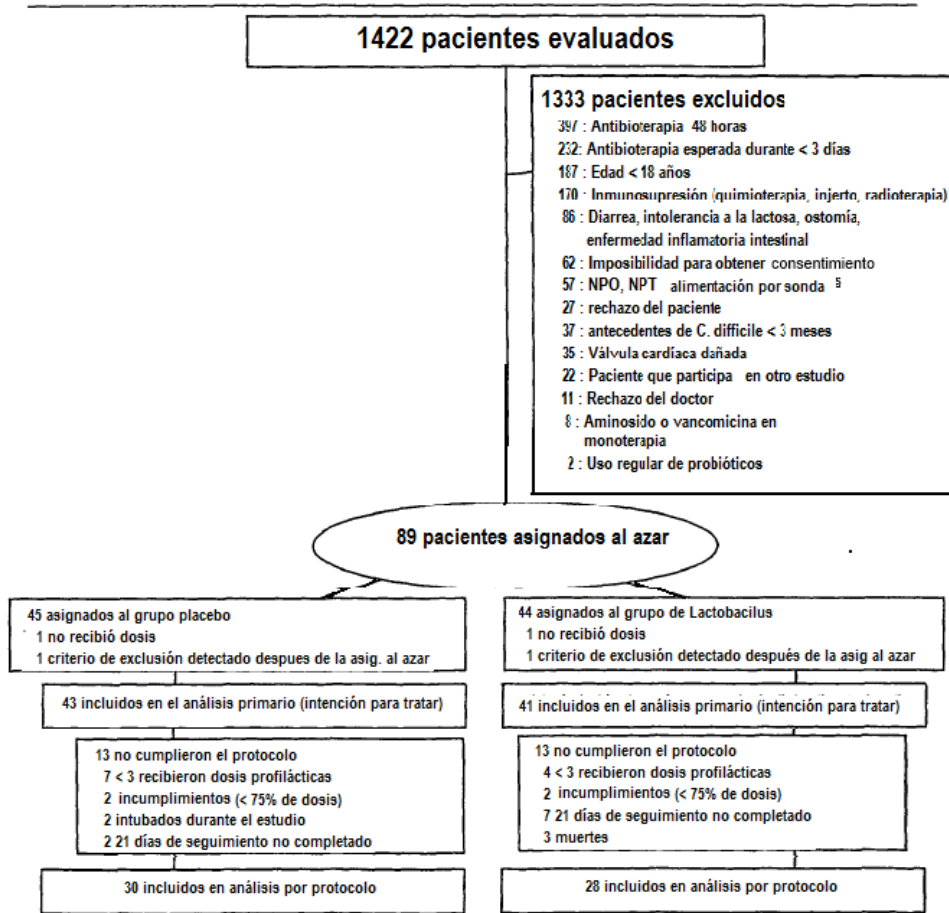 1422 pacientes evaluados
1333 pacientes excluidos
397 : Antibioterapia 48 horas
232: Antibioterapia esperada durante < 3 días
187 : Edad < 18 años
170 : Inmunosupresión (quimioterapia, injerto, radioterapia)
86 : Diarrea, intolerancia a la lactosa, ostomía,
enfermedad inflamatoria intestinal
62 : Imposibilidad para obtener consentimiento
57 : NPO, NPT alimentación por sonda §
27 : rechazo del paciente
37 : antecedentes de C. difficile < 3 meses
35 : Válvula cardíaca dañada
22 : Paciente que participa en otro estudio
11 : Rechazo del doctor
8 : Aminosido o vancomicina en
monoterapia
2 : Uso regular de probióticos
89 pacientes asignados al azar
45 asignados al grupo placebo
1 no recibió dosis
1 criterio de exclusión detectado despues de la asig. al azar
44 asignados al grupo de Lactobacilus
1 no recibió dosis
1 criterio de exclusión detectado después de la asig al azar
43 incluidos en el análisis primario (intención para tratar)
41 incluidos en el análisis primario (intención para tratar)
13 no cumplieron el protocolo
7 < 3 recibieron dosis profilácticas
2 incumplimientos (< 75% de dosis)
2 intubados durante el estudio
2 21 días de seguimiento no completado
13 no cumplieron el protocolo
4 < 3 recibieron dosis profilácticas
2 incumplimientos (< 75% de dosis)
7 21 días de seguimiento no completado
3 muertes
30 incluidos en análisis por protocolo
28 incluidos en análisis por protocolo